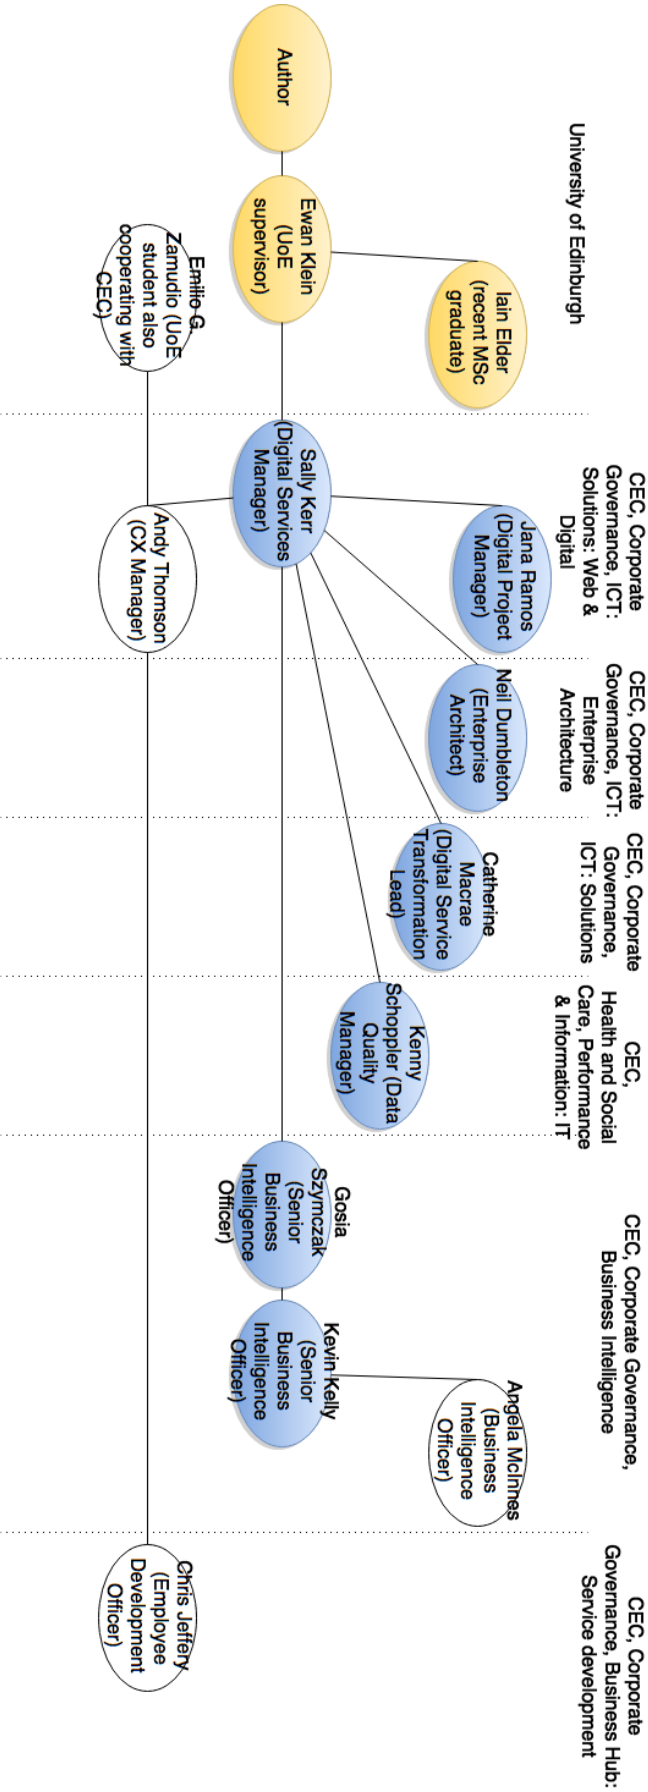 University of Edinburgh
Author
Ewan Klein
(UoE
supervisor)
Iain Elder
(recent MSc
graduate)
Emilio G.
Zamudio (UoE
student also
cooperating with
CEC)
CEC, Corporate
Governance, ICT:
Solutions: Web &
Digital
Jana Ramos
(Digital Project
Manager)
Sally Kerr
(Digital Services
Manager)
Andy Thomson
(CX Manager)
CEC, Corporate
Governance, ICT:
Enterprise
Architecture
Neil Dumbleton
(Enterprise
Architect)
CEC, Corporate
Governance,
ICT: Solutions
Catherine
Macrae
(Digital Service
Transformation
Lead)
CEC,
Health and Social
Care, Performance
& Information: IT
Kenny
Schoppler (Data
Quality
Manager)
CEC, Corporate Governance,
Business Intelligence
Gosia
Szymczak
(Senior
Business
Intelligence
Officer)
Kevin Kelly
(Senior
Business
Intelligence
Officer)
Angela McInnes
(Business
Intelligence
Officer)
CEC, Corporate
Governance, Business Hub:
Service development
Chris Jeffery
(Employee
Development
Officer)